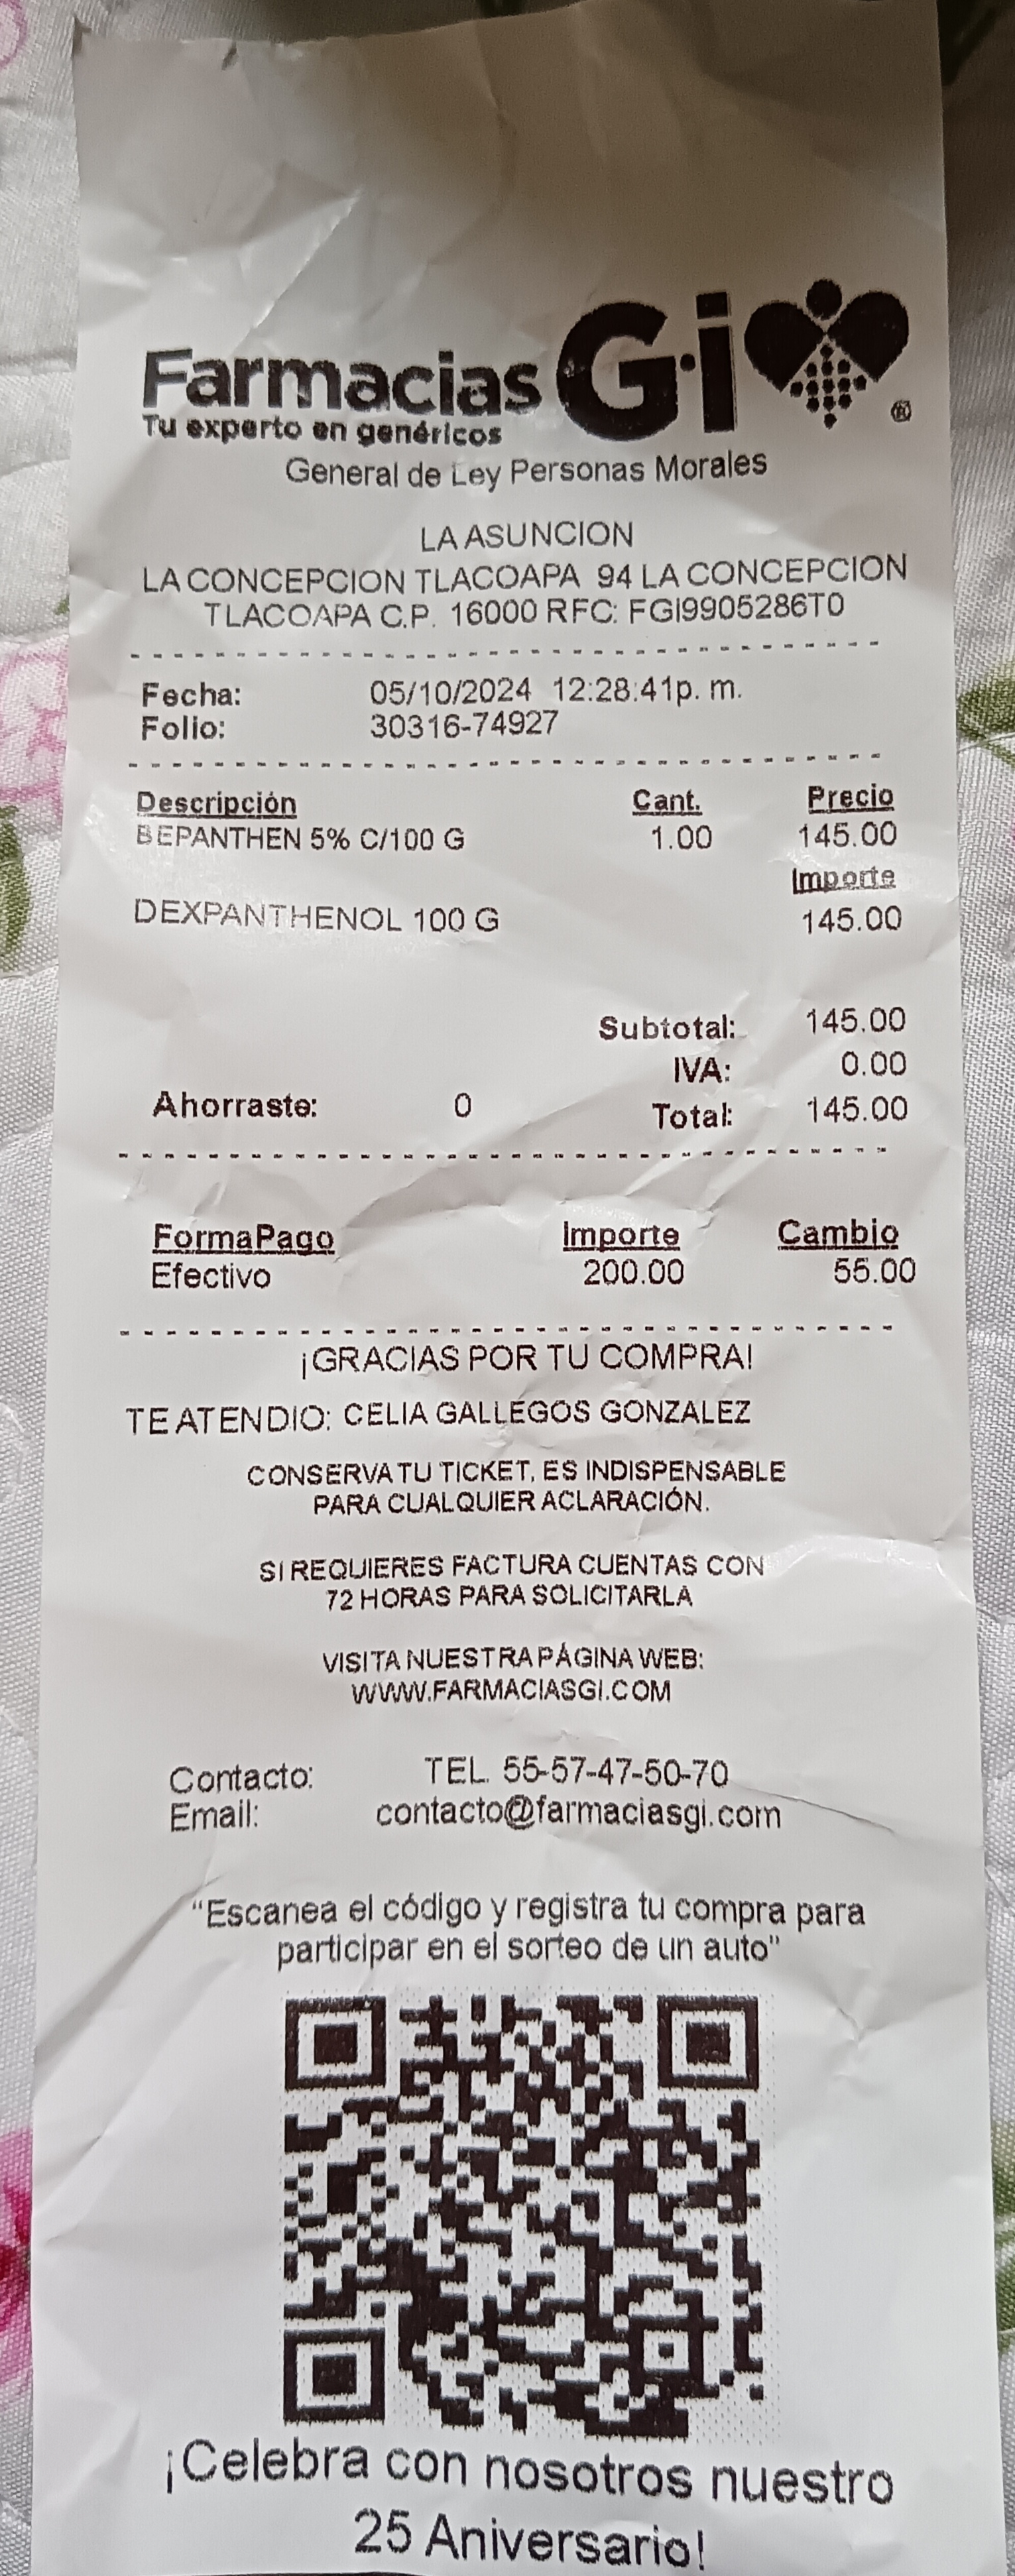 Farmacias Gi ®
Tu experto en genéricos
General de Ley Personas Morales
LA ASUNCION
LA CONCEPCION TLACOAPA 94 LA CONCEPCION
TLACOAPA C.P. 16000 RFC: FGI9905286T0
Fecha: 05/10/2024 12:28:41p. m.
Folio: 30316-74927
Descripción Cant. Precio
BEPANTHEN 5% C/100 G 1.00 145.00
Importe
DEXPANTHENOL 100 G 145.00
Subtotal: 145.00
IVA: 0.00
Ahorraste: 0 Total: 145.00
FormaPago Importe Cambio
Efectivo 200.00 55.00
¡GRACIAS POR TU COMPRA!
TE ATENDIO: CELIA GALLEGOS GONZALEZ
CONSERVA TU TICKET, ES INDISPENSABLE
PARA CUALQUIER ACLARACIÓN.
SI REQUIERES FACTURA CUENTAS CON
72 HORAS PARA SOLICITARLA
VISITA NUESTRA PÁGINA WEB:
WWW.FARMACIASGI.COM
Contacto: TEL. 55-57-47-50-70
Email: contacto@farmaciasgi.com
"Escanea el código y registra tu compra para
participar en el sorteo de un auto"
¡Celebra con nosotros nuestro
25 Aniversario!